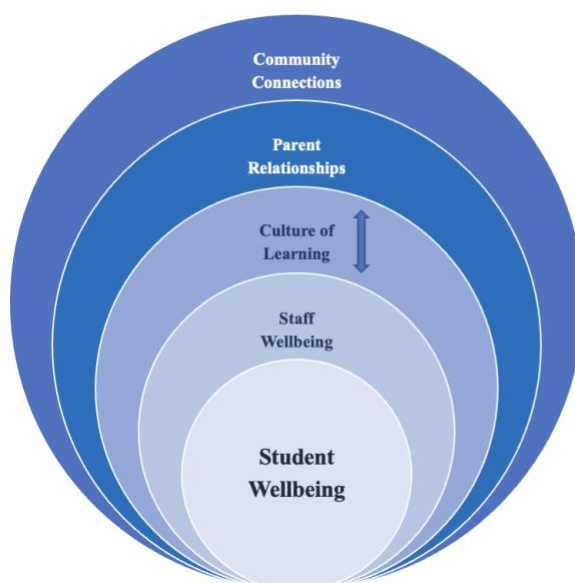 Community
Connections
Parent
Relationships
Culture of
Learning
Staff
Wellbeing
Student
Wellbeing